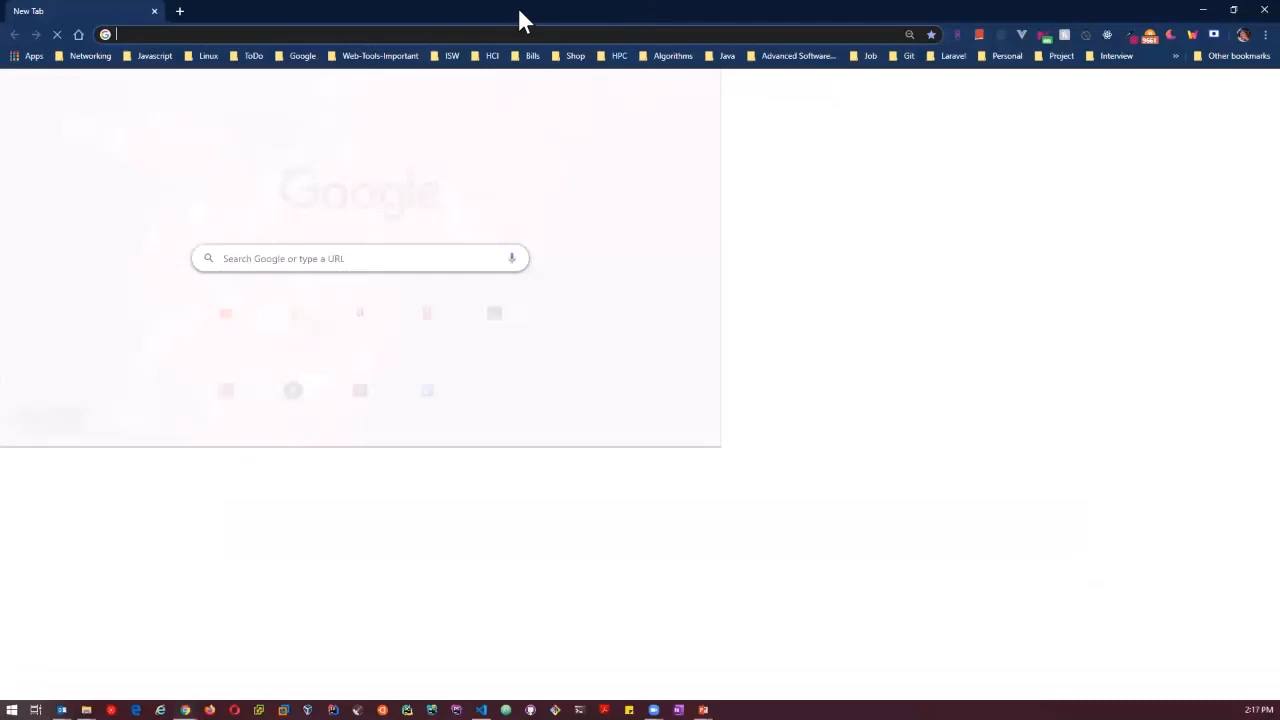 New Tab
Apps Networking Javascript Linux ToDo Google Web-Tools-Important ISW HCI Bills Shop HPC Algorithms Java Advanced Software... Job Git Laravel Personal Project Interview » Other bookmarks
Google
Search Google or type a URL
2:17 PM